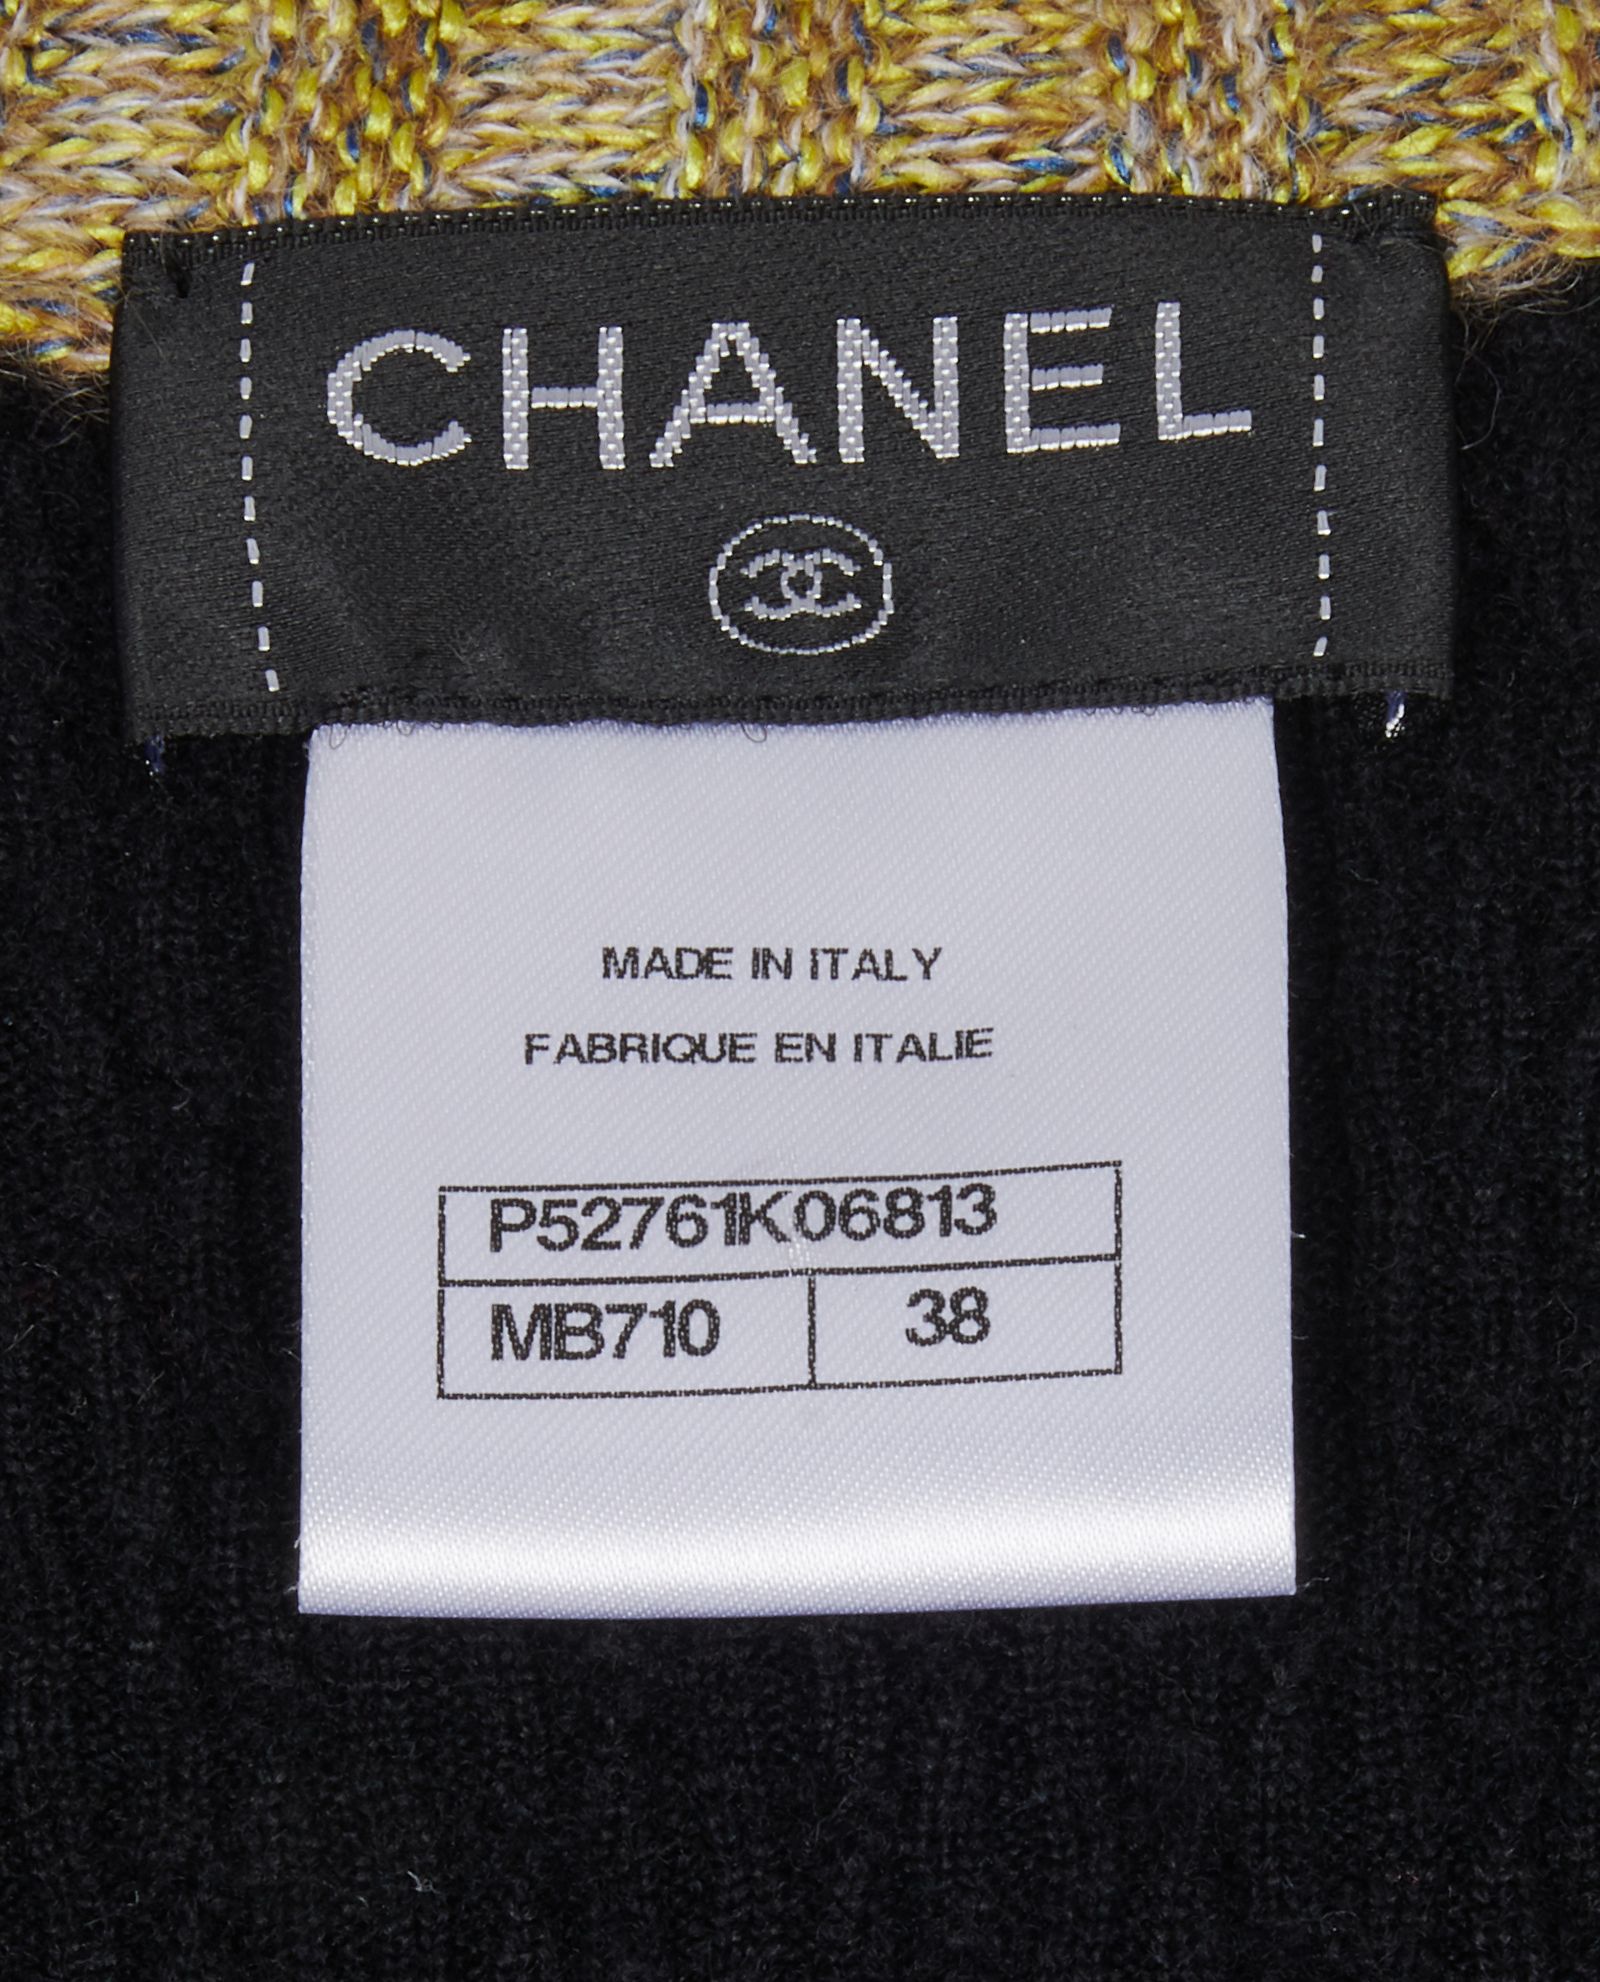 CHANEL
MADE IN ITALY
FABRIQUE EN ITALIE
P52761K06813
MB710 38